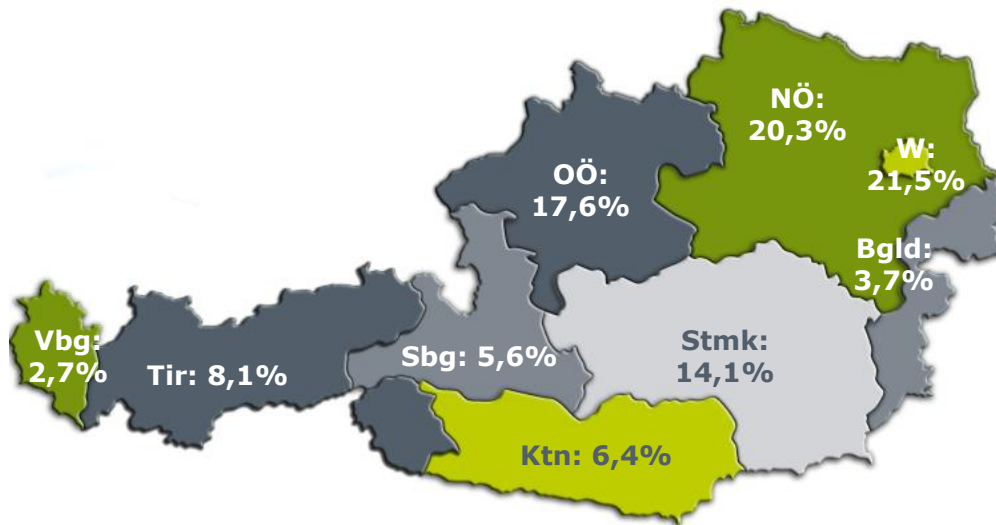 NÖ:
20,3%
W:
21,5%
OÖ:
17,6%
Bgld:
3,7%
Vbg:
2,7%
Tir: 8,1%
Sbg: 5,6%
Stmk:
14,1%
Ktn: 6,4%